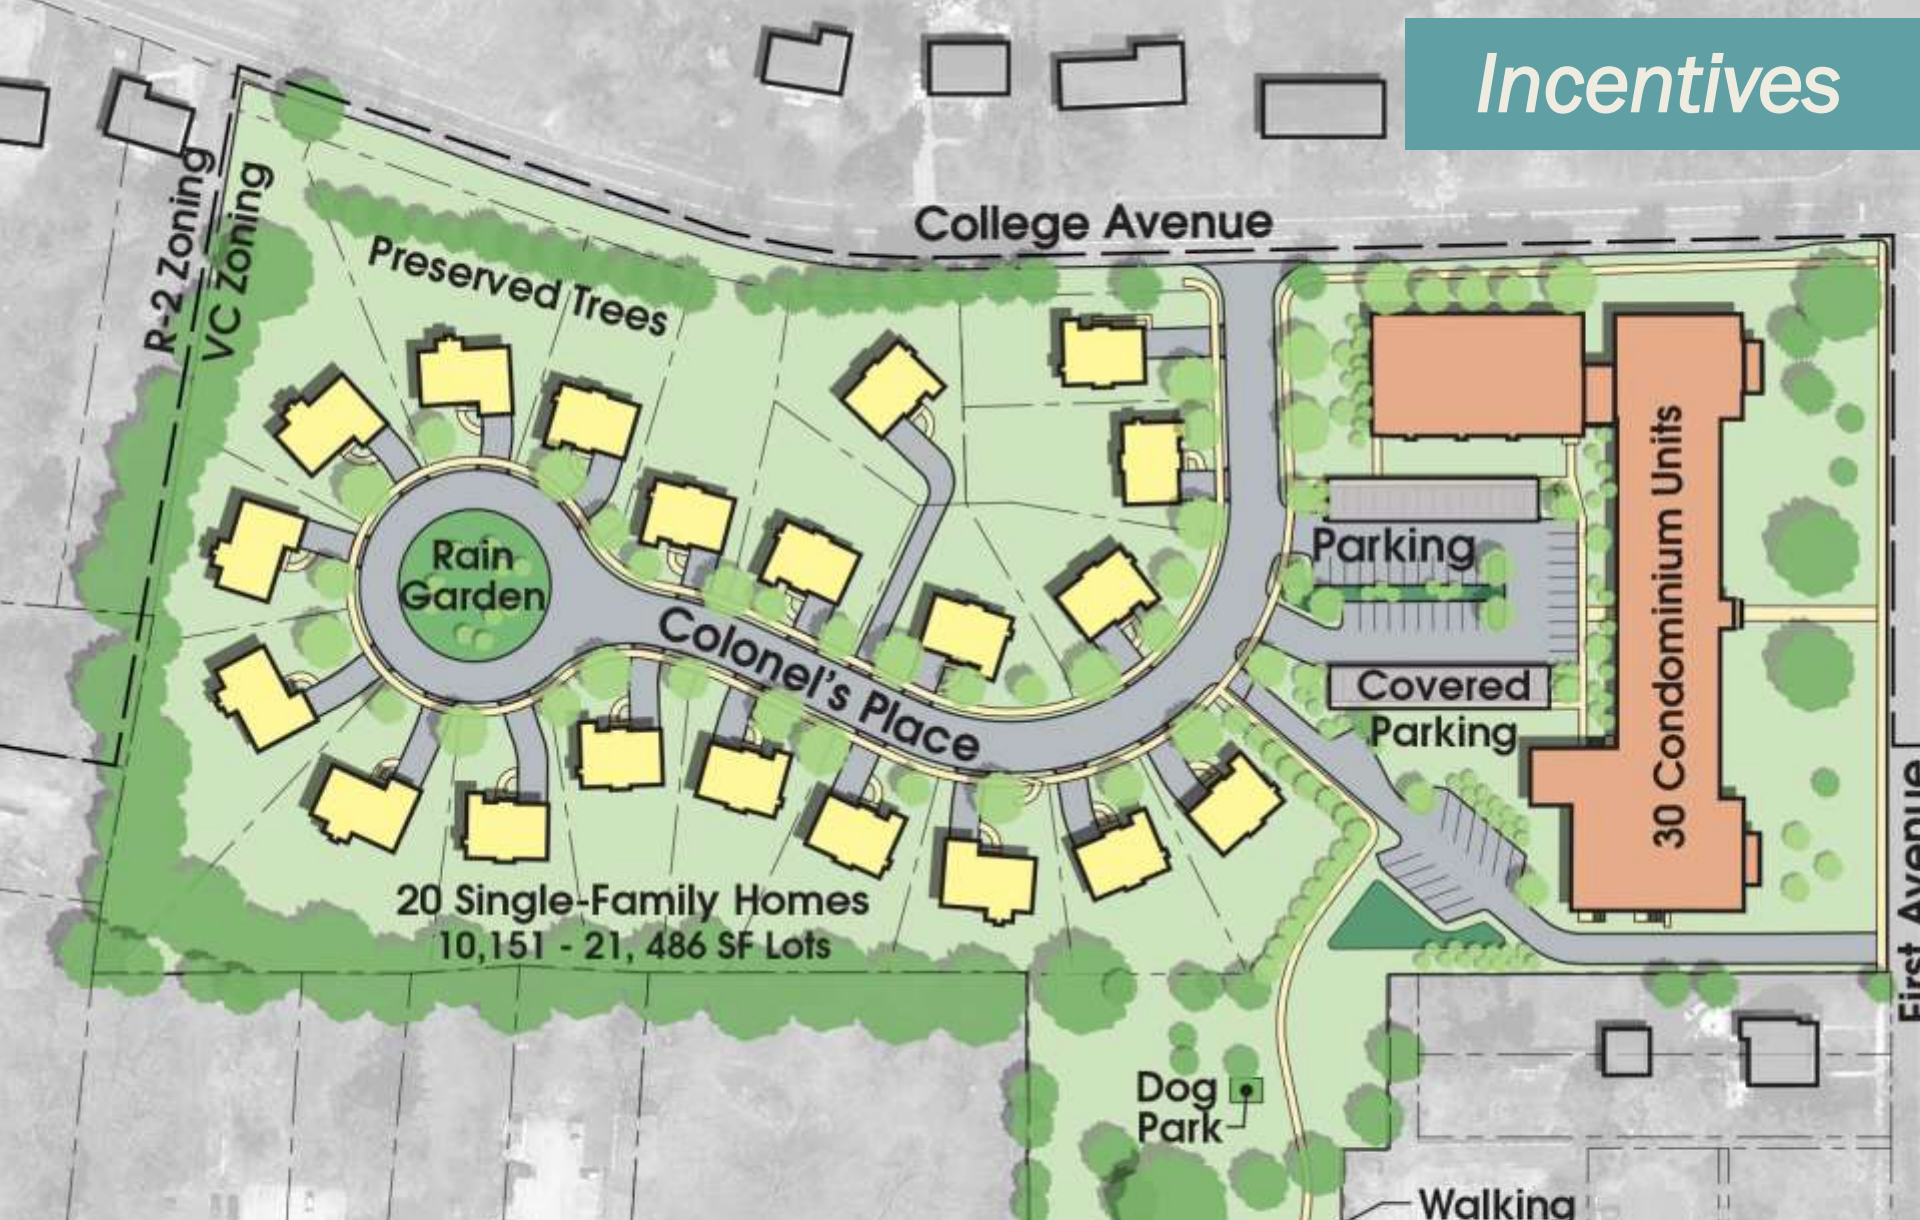 Incentives
College Avenue
R-2 Zoning
VC Zoning
Preserved Trees
Rain
Garden
Colonel's Place
Parking
Covered
Parking
30 Condominium Units
First Avenue
20 Single-Family Homes
10,151 - 21, 486 SF Lots
Dog
Park
Walking